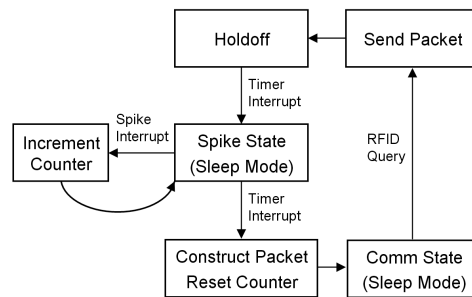 Holdoff
Send Packet
Timer
Interrupt
Spike
Interrupt
Increment
Counter
Spike State
(Sleep Mode)
RFID
Query
Timer
Interrupt
Construct Packet
Reset Counter
Comm State
(Sleep Mode)